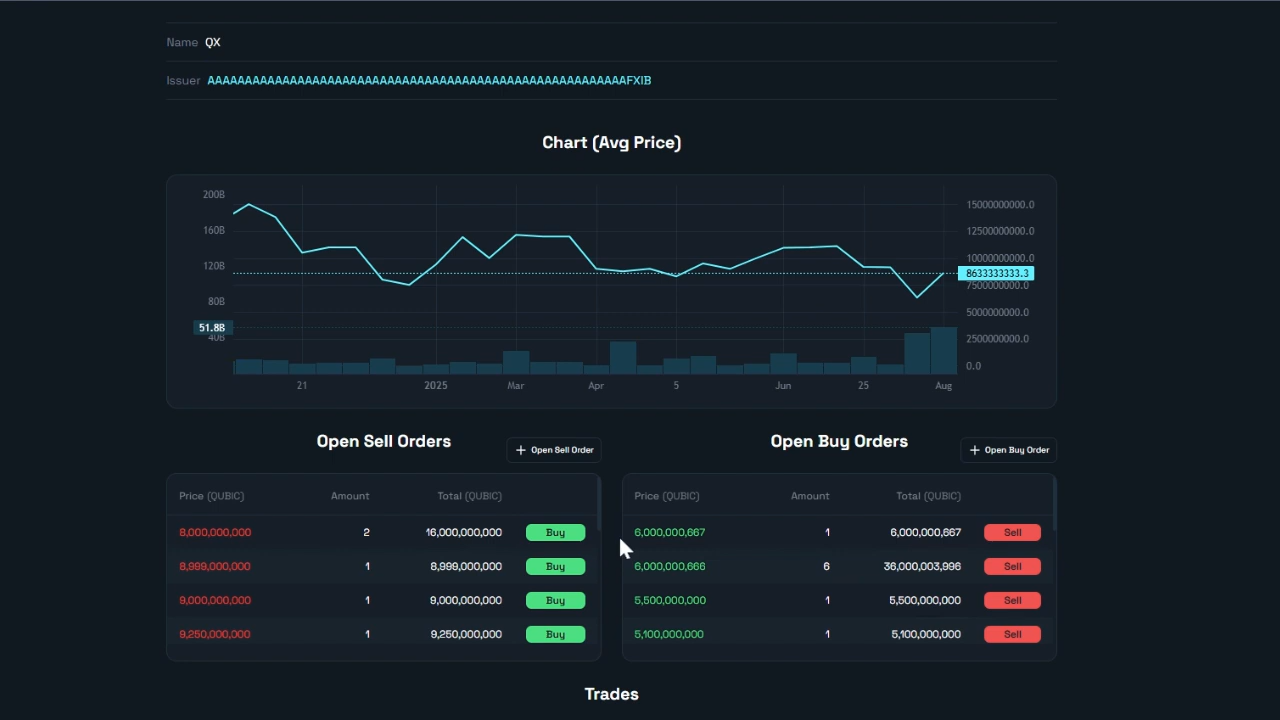 Name QX
Issuer AAAAAAAAAAAAAAAAAAAAAAAAAAAAAAAAAAAAAAAAAAAAAAAAAAAAAAAAFXIB
Chart (Avg Price)
200B
160B
120B
80B
51.8B
40B
15000000000.0
12500000000.0
10000000000.0
8633333333.3
7500000000.0
5000000000.0
2500000000.0
0.0
21 2025 Mar Apr 5 Jun 25 Aug
Open Sell Orders
+ Open Sell Order
Price (QUBIC) Amount Total (QUBIC)
8,000,000,000 2 16,000,000,000 Buy
8,999,000,000 1 8,999,000,000 Buy
9,000,000,000 1 9,000,000,000 Buy
9,250,000,000 1 9,250,000,000 Buy
Open Buy Orders
+ Open Buy Order
Price (QUBIC) Amount Total (QUBIC)
6,000,000,667 1 6,000,000,667 Sell
6,000,000,666 6 36,000,003,996 Sell
5,500,000,000 1 5,500,000,000 Sell
5,100,000,000 1 5,100,000,000 Sell
Trades